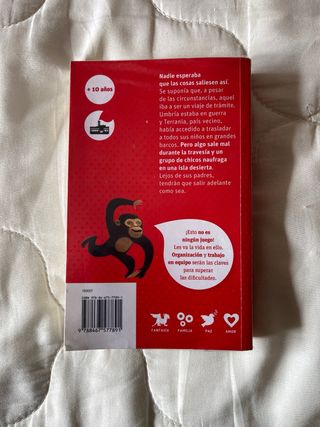 Nadie esperaba
que las cosas saliesen así.
Se suponía que, a pesar
de las circunstancias, aquel
iba a ser un viaje de trámite.
Umbría estaba en guerra
y Terrania, país vecino,
había accedido a trasladar
a todos sus niños en grandes
barcos. Pero algo sale mal
durante la travesía y un
grupo de chicos naufraga
en una isla desierta.
Lejos de sus padres,
tendrán que salir adelante
como sea.
+ 10 años
¡Esto no es
ningún juego!
Les va la vida en ello.
Organización y trabajo
en equipo serán las claves
para superar
las dificultades.
FANTASÍA
FAMILIA
PAZ
AMOR
9 788467 577891